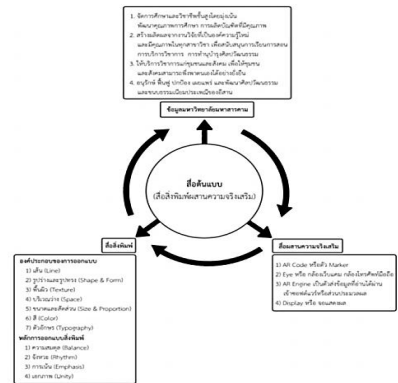 1. จัดการศึกษาและวิชาชีพชั้นสูงโดยมุ่งเน้น
พัฒนาคุณภาพการศึกษา การผลิตบัณฑิตที่มีคุณภาพ
2. สร้างผลิตผลจากงานวิจัยที่เป็นองค์ความรู้ใหม่
และมีคุณภาพในทุกสาขาวิชา เพื่อสนับสนุนการเรียนการสอน
การบริการวิชาการ การทำนุบำรุงศิลปวัฒนธรรม
3. ให้บริการวิชาการแก่ชุมชนและสังคม เพื่อให้ชุมชน
และสังคมสามารถพึ่งพาตนเองได้อย่างยั่งยืน
4. อนุรักษ์ ฟื้นฟู ปกป้อง เผยแพร่ และพัฒนาศิลปวัฒนธรรม
และขนบธรรมเนียมประเพณีของอีสาน
ข้อมูลมหาวิทยาลัยมหาสารคาม
สื่อต้นแบบ
(สื่อสิ่งพิมพ์ผสานความจริงเสริม)
สื่อสิ่งพิมพ์
องค์ประกอบของการออกแบบ
1) เส้น (Line)
2) รูปร่างและรูปทรง (Shape & Form)
3) พื้นผิว (Texture)
4) บริเวณว่าง (Space)
5) ขนาดและสัดส่วน (Size & Proportion)
6) สี (Color)
7) ตัวอักษร (Typography)
หลักการออกแบบสิ่งพิมพ์
1) ความสมดุล (Balance)
2) จังหวะ (Rhythm)
3) การเน้น (Emphasis)
4) เอกภาพ (Unity)
สื่อผสานความจริงเสริม
1) AR Code หรือตัว Marker
2) Eye หรือ กล้องเว็บแคม กล้องโทรศัพท์มือถือ
3) AR Engine เป็นตัวส่งข้อมูลที่อ่านได้ผ่าน
เข้าซอฟต์แวร์หรือส่วนประมวลผล
4) Display หรือ จอแสดงผล